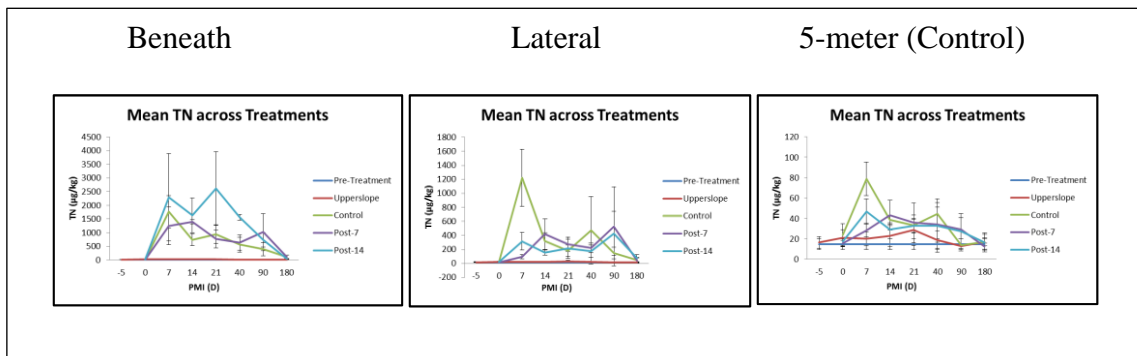 Beneath Lateral 5-meter (Control)
Mean TN across Treatments
4500
4000
3500
3000
2500
2000
1500
1000
500
0
TN (µg/kg)
-5 0 7 14 21 40 90 180
PMI (D)
Pre-Treatment
Upperslope
Control
Post-7
Post-14
Mean TN across Treatments
1800
1600
1400
1200
1000
800
600
400
200
0
-200
TN (µg/kg)
-5 0 7 14 21 40 90 180
PMI (D)
Pre-Treatment
Upperslope
Control
Post-7
Post-14
Mean TN across Treatments
120
100
80
60
40
20
0
TN (µg/kg)
-5 0 7 14 21 40 90 180
PMI (D)
Pre-Treatment
Upperslope
Control
Post-7
Post-14